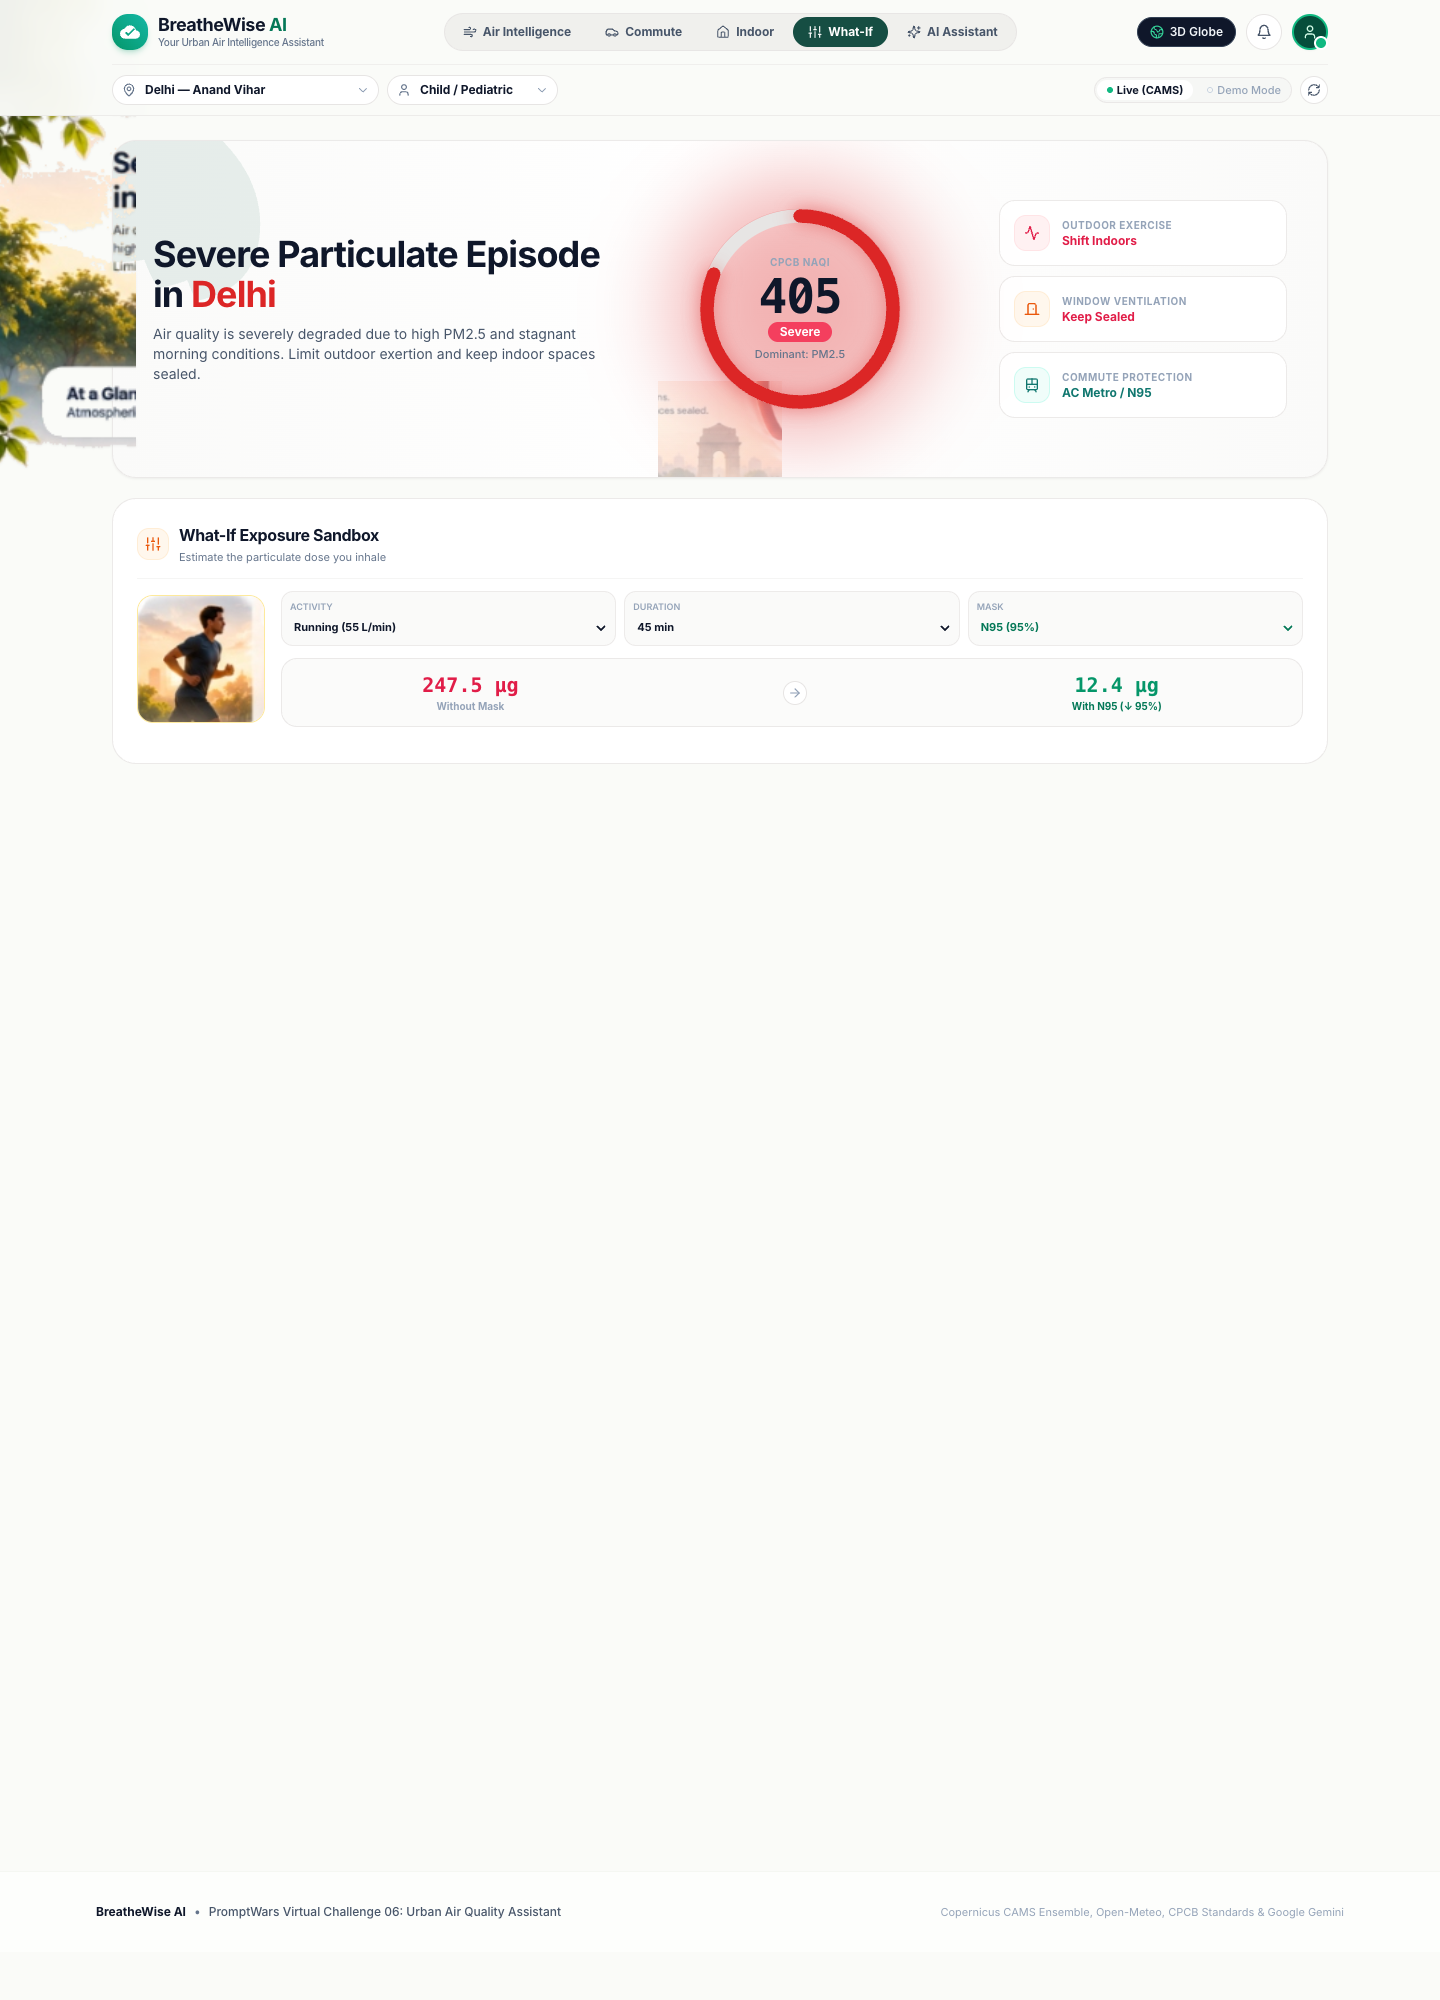 BreatheWise AI
Your Urban Air Intelligence Assistant
Air Intelligence
Commute
Indoor
What-If
AI Assistant
3D Globe
Delhi — Anand Vihar
Child / Pediatric
Live (CAMS)
Demo Mode
Severe Particulate Episode
in Delhi
Air quality is severely degraded due to high PM2.5 and stagnant
morning conditions. Limit outdoor exertion and keep indoor spaces
sealed.
At a Glan
Atmospheri
CPCB NAQI
405
Severe
Dominant: PM2.5
ns.
ces sealed.
OUTDOOR EXERCISE
Shift Indoors
WINDOW VENTILATION
Keep Sealed
COMMUTE PROTECTION
AC Metro / N95
What-If Exposure Sandbox
Estimate the particulate dose you inhale
ACTIVITY
Running (55 L/min)
DURATION
45 min
MASK
N95 (95%)
247.5 µg
Without Mask
12.4 µg
With N95 (↓ 95%)
BreatheWise AI • PromptWars Virtual Challenge 06: Urban Air Quality Assistant
Copernicus CAMS Ensemble, Open-Meteo, CPCB Standards & Google Gemini